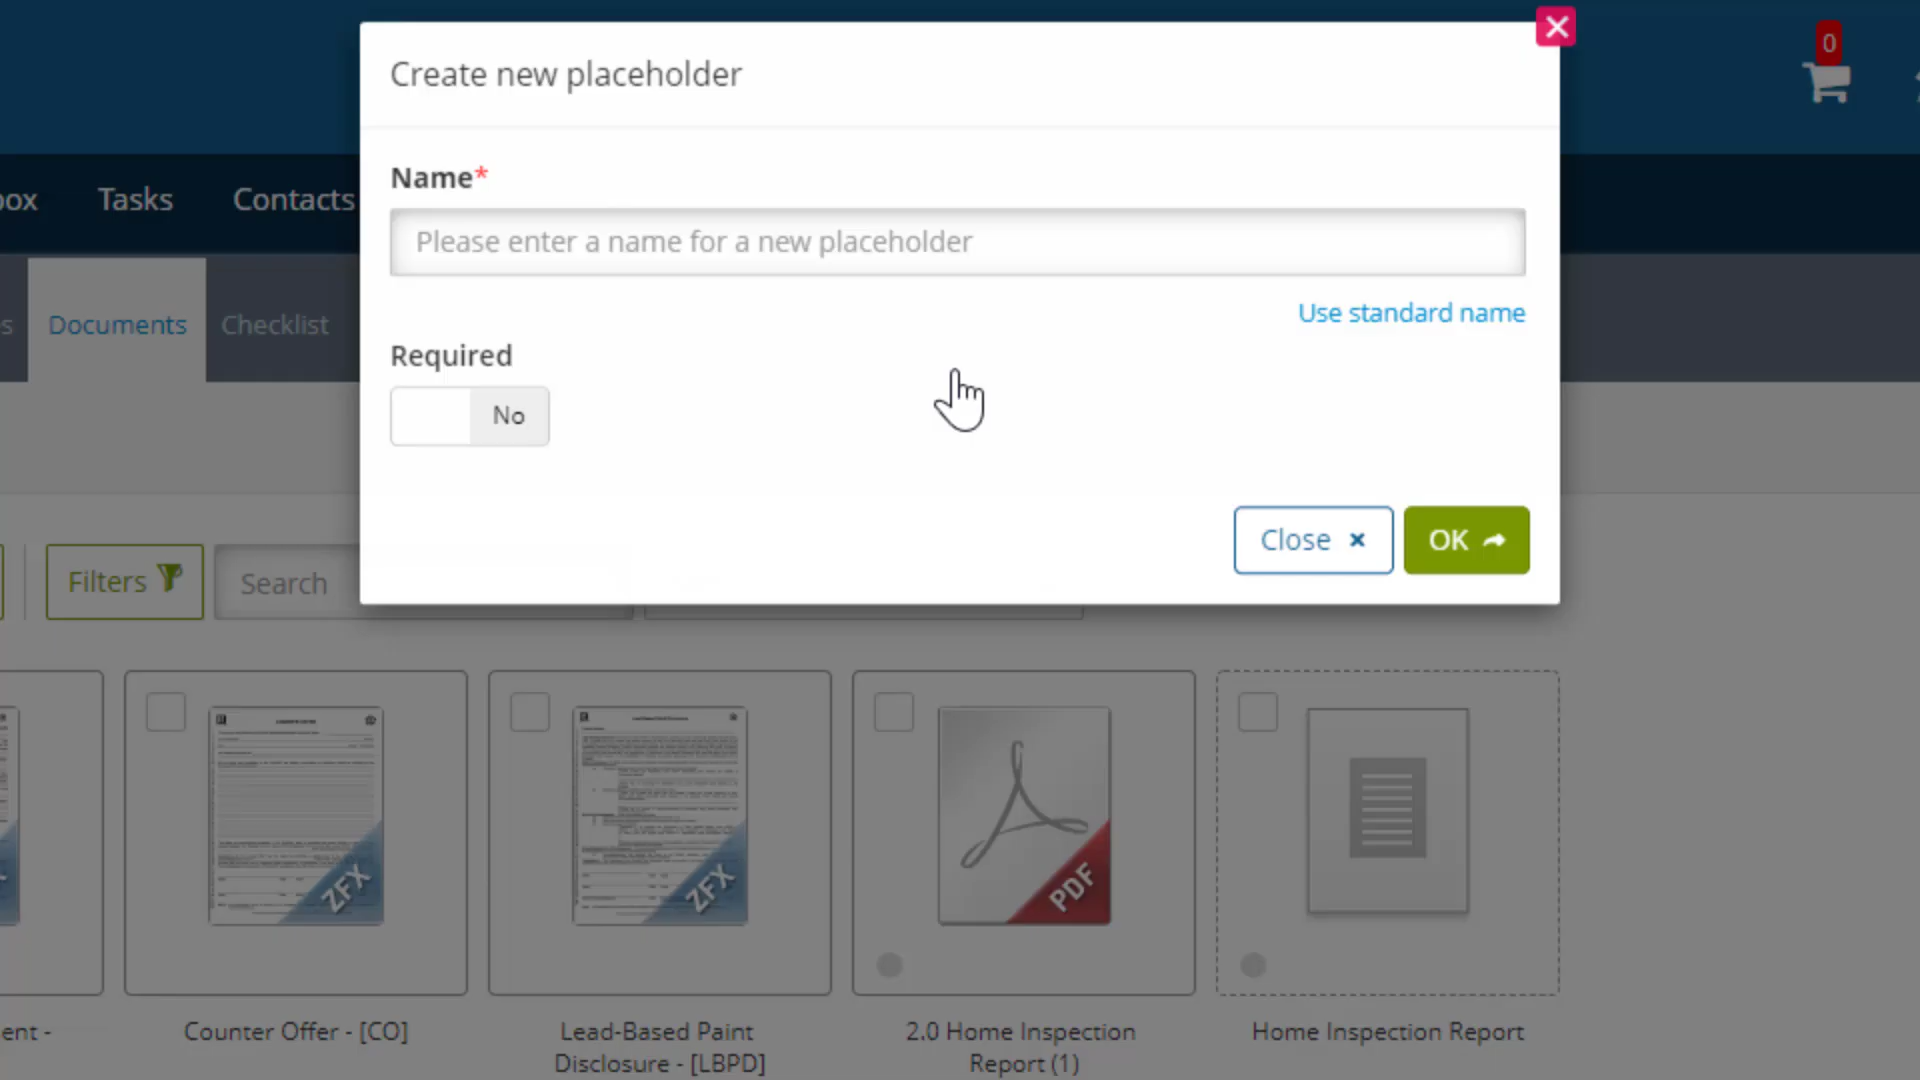 Create new placeholder
0
Name*
Tasks
Contacts
Please enter a name for a new placeholder
Use standard name
Documents
Checklist
Required
No
Close
OK
Filters
Search
ZFX
ZFX
PDF
ent -
Counter Offer - [CO]
Lead-Based Paint
Disclosure - [LBPD]
2.0 Home Inspection
Report (1)
Home Inspection Report